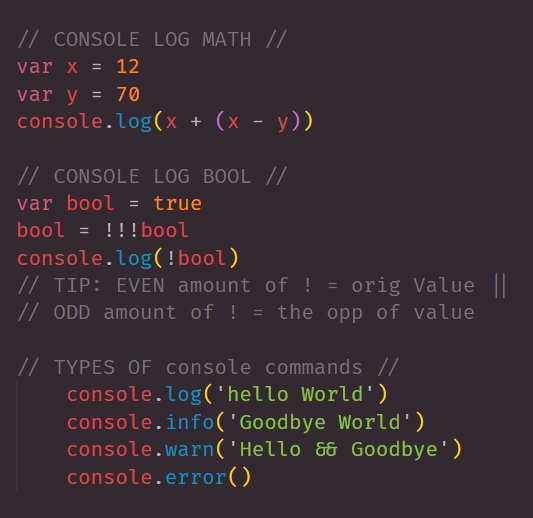 // CONSOLE LOG MATH //
var x = 12
var y = 70
console.log(x + (x - y))
// CONSOLE LOG BOOL //
var bool = true
bool = !!!bool
console.log(!bool)
// TIP: EVEN amount of ! = orig Value ||
// ODD amount of ! = the opp of value
// TYPES OF console commands //
console.log('hello World')
console.info('Goodbye World')
console.warn('Hello && Goodbye')
console.error()